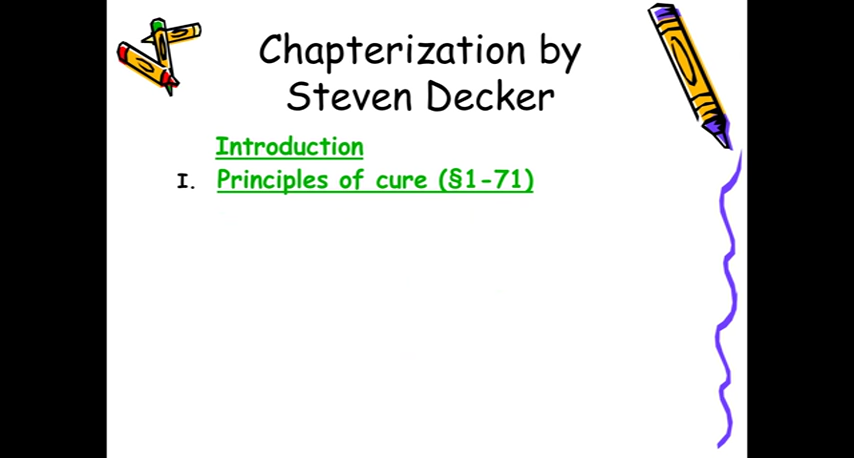 Chapterization by
Steven Decker
Introduction
I. Principles of cure (§1-71)